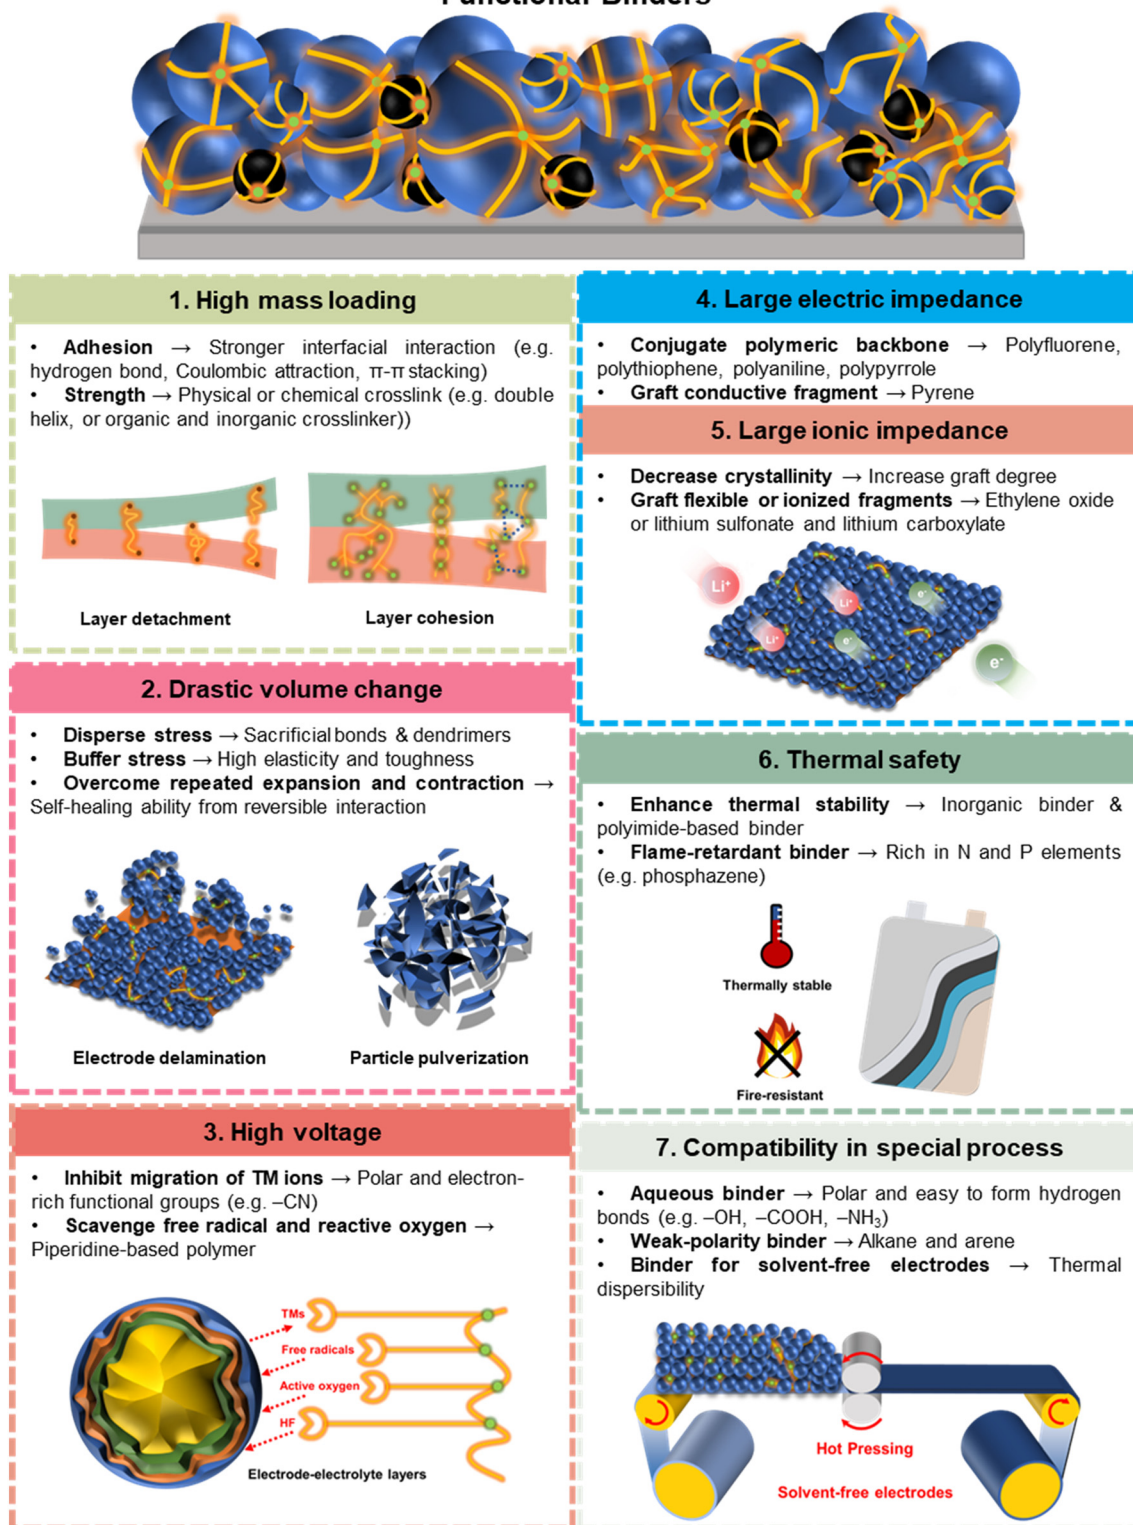 Functional Binders
1. High mass loading
• Adhesion → Stronger interfacial interaction (e.g.
hydrogen bond, Coulombic attraction, π-π stacking)
• Strength → Physical or chemical crosslink (e.g. double
helix, or organic and inorganic crosslinker))
Layer detachment
Layer cohesion
2. Drastic volume change
• Disperse stress → Sacrificial bonds & dendrimers
• Buffer stress → High elasticity and toughness
• Overcome repeated expansion and contraction →
Self-healing ability from reversible interaction
Electrode delamination
Particle pulverization
3. High voltage
• Inhibit migration of TM ions → Polar and electron-
rich functional groups (e.g. –CN)
• Scavenge free radical and reactive oxygen →
Piperidine-based polymer
TMs
Free radicals
Active oxygen
HF
Electrode-electrolyte layers
4. Large electric impedance
• Conjugate polymeric backbone → Polyfluorene,
polythiophene, polyaniline, polypyrrole
• Graft conductive fragment → Pyrene
5. Large ionic impedance
• Decrease crystallinity → Increase graft degree
• Graft flexible or ionized fragments → Ethylene oxide
or lithium sulfonate and lithium carboxylate
Li⁺
Li⁺
e⁻
Li⁺
e⁻
e⁻
6. Thermal safety
• Enhance thermal stability → Inorganic binder &
polyimide-based binder
• Flame-retardant binder → Rich in N and P elements
(e.g. phosphazene)
Thermally stable
Fire-resistant
7. Compatibility in special process
• Aqueous binder → Polar and easy to form hydrogen
bonds (e.g. –OH, –COOH, –NH₃)
• Weak-polarity binder → Alkane and arene
• Binder for solvent-free electrodes → Thermal
dispersibility
Hot Pressing
Solvent-free electrodes